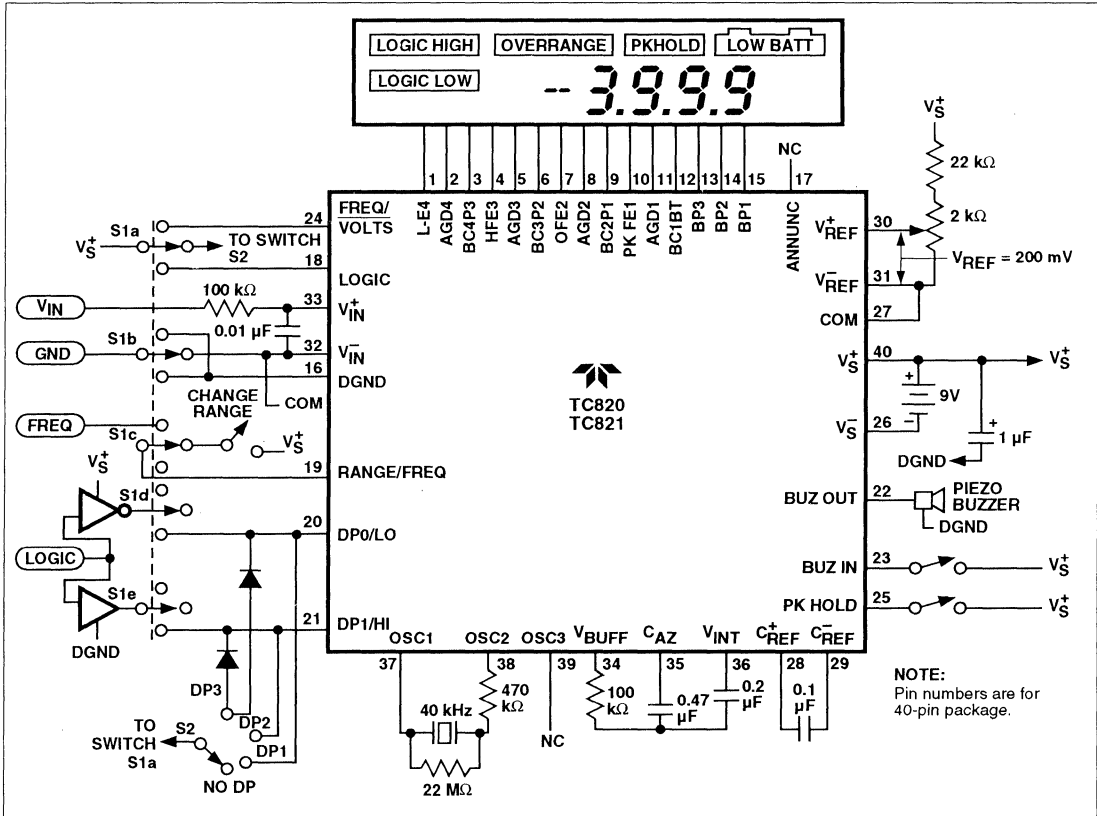 LOGIC HIGH OVERRANGE PKHOLD LOW BATT
LOGIC LOW -3.9.9.9
1 2 3 4 5 6 7 8 9 10 11 12 13 14 15
NC
17
L-E4 AGD4 BC4P3 HFE3 AGD3 BC3P2 OFE2 AGD2 BC2P1 PK FE1 AGD1 BC1BT BP3 BP2 BP1 ANNUNC
V+S
22 kΩ
2 kΩ
30 V+REF
VREF = 200 mV
31 V-REF
27 COM
40 V+S V+S
+
9V
−
26 V-S
+
1 µF
DGND
BUZ OUT 22
PIEZO
BUZZER
DGND
BUZ IN 23 V+S
PK HOLD 25 V+S
24 FREQ/
VOLTS
S1a
V+S
TO SWITCH
S2
18
LOGIC
VIN
100 kΩ
33
V+IN
0.01 µF
GND
S1b
32
V-IN
16
DGND
CHANGE
RANGE
COM
FREQ
S1c
V+S
19
RANGE/FREQ
V+S
S1d
20
DP0/LO
LOGIC
S1e
21
DP1/HI
DGND
DP3
DP2
DP1
TO
SWITCH
S1a
S2
NO DP
TC820
TC821
OSC1 OSC2 OSC3 VBUFF CAZ VINT C+REF C-REF
37 38 39 34 35 36 28 29
40 kHz
470
kΩ
22 MΩ
NC
100
kΩ
0.47
µF
0.2
µF
0.1
µF
NOTE:
Pin numbers are for
40-pin package.